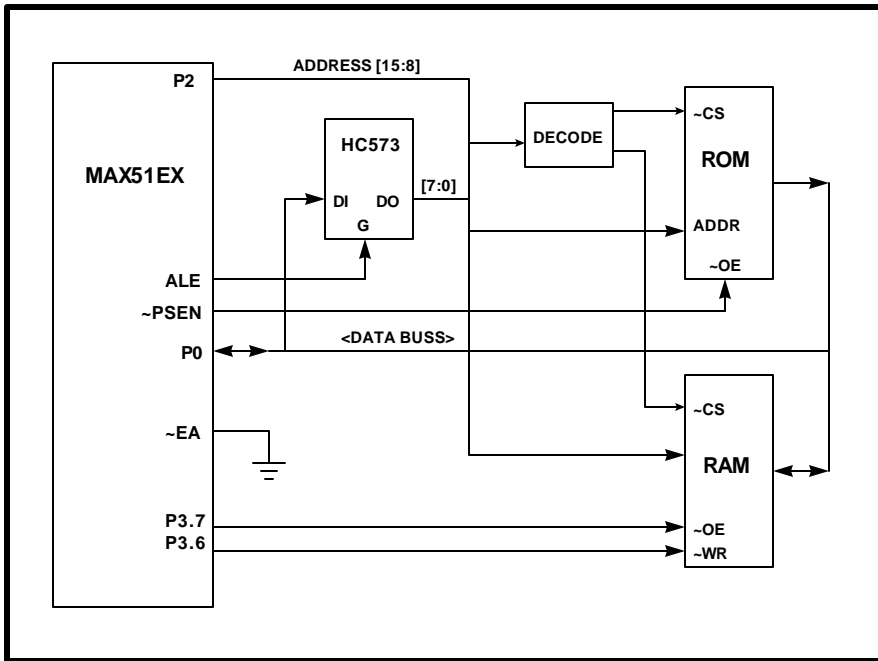 ADDRESS [15:8]
P2
MAX51EX
HC573
DI DO
G
[7:0]
DECODE
~CS
ROM
ADDR
~OE
ALE
~PSEN
P0
<DATA BUSS>
~EA
~CS
RAM
P3.7
P3.6
~OE
~WR